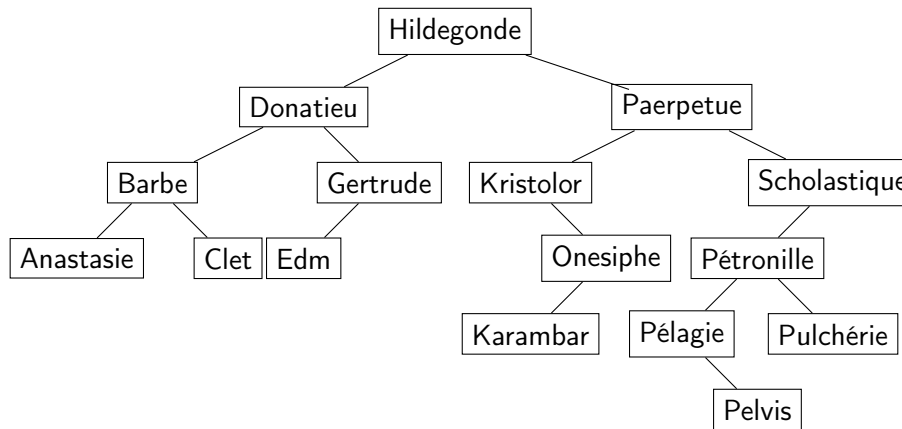 Hildegonde
Donatieu
Paerpetue
Barbe
Gertrude
Kristolor
Scholastique
Anastasie
Clet
Edm
Onesiphe
Pétronille
Karambar
Pélagie
Pulchérie
Pelvis